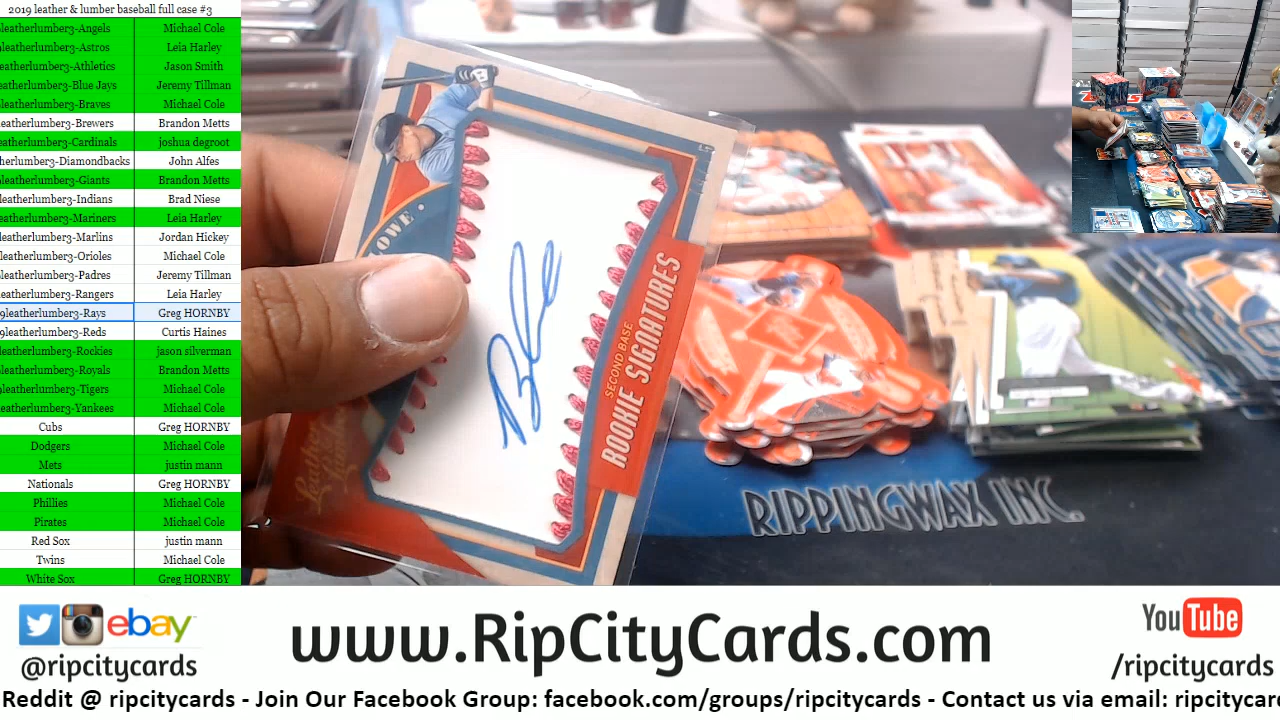 2019 leather & lumber baseball full case #3
leatherlumber3-Angels Michael Cole
leatherlumber3-Astros Leia Harley
leatherlumber3-Athletics Jason Smith
leatherlumber3-Blue Jays Jeremy Tillman
leatherlumber3-Braves Michael Cole
eatherlumber3-Brewers Brandon Metts
eatherlumber3-Cardinals joshua degroot
herlumber3-Diamondbacks John Alfes
leatherlumber3-Giants Brandon Metts
leatherlumber3-Indians Brad Niese
leatherlumber3-Mariners Leia Harley
leatherlumber3-Marlins Jordan Hickey
leatherlumber3-Orioles Michael Cole
leatherlumber3-Padres Jeremy Tillman
leatherlumber3-Rangers Leia Harley
9leatherlumber3-Rays Greg HORNBY
9leatherlumber3-Reds Curtis Haines
leatherlumber3-Rockies jason silverman
leatherlumber3-Royals Brandon Metts
leatherlumber3-Tigers Michael Cole
leatherlumber3-Yankees Michael Cole
Cubs Greg HORNBY
Dodgers Michael Cole
Mets justin mann
Nationals Greg HORNBY
Phillies Michael Cole
Pirates Michael Cole
Red Sox justin mann
Twins Michael Cole
White Sox Greg HORNBY
OWE
SECOND BASE
ROOKIE SIGNATURES
Leather
RIPPINGWAX INC.
ebay
@ripcitycards
www.RipCityCards.com
YouTube
/ripcitycards
Reddit @ ripcitycards - Join Our Facebook Group: facebook.com/groups/ripcitycards - Contact us via email: ripcitycar